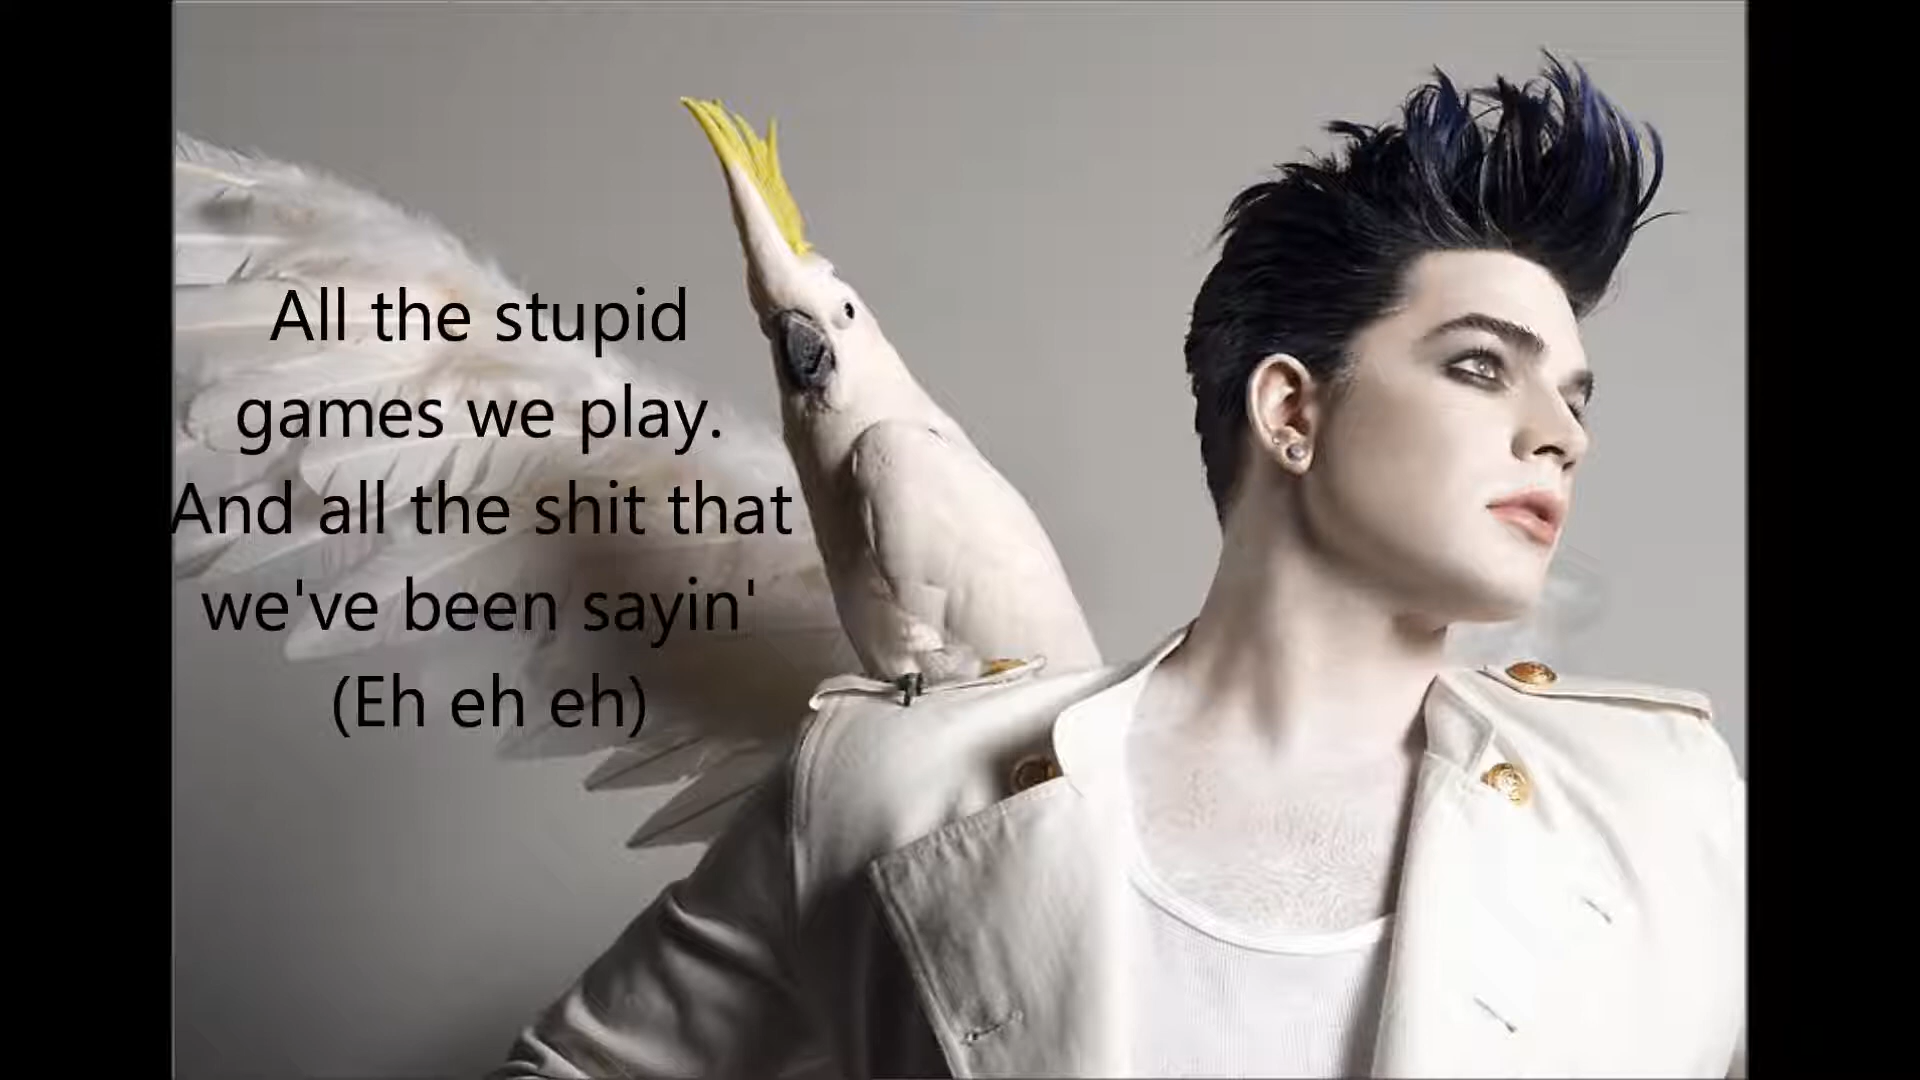 All the stupid
games we play.
And all the shit that
we've been sayin'
(Eh eh eh)